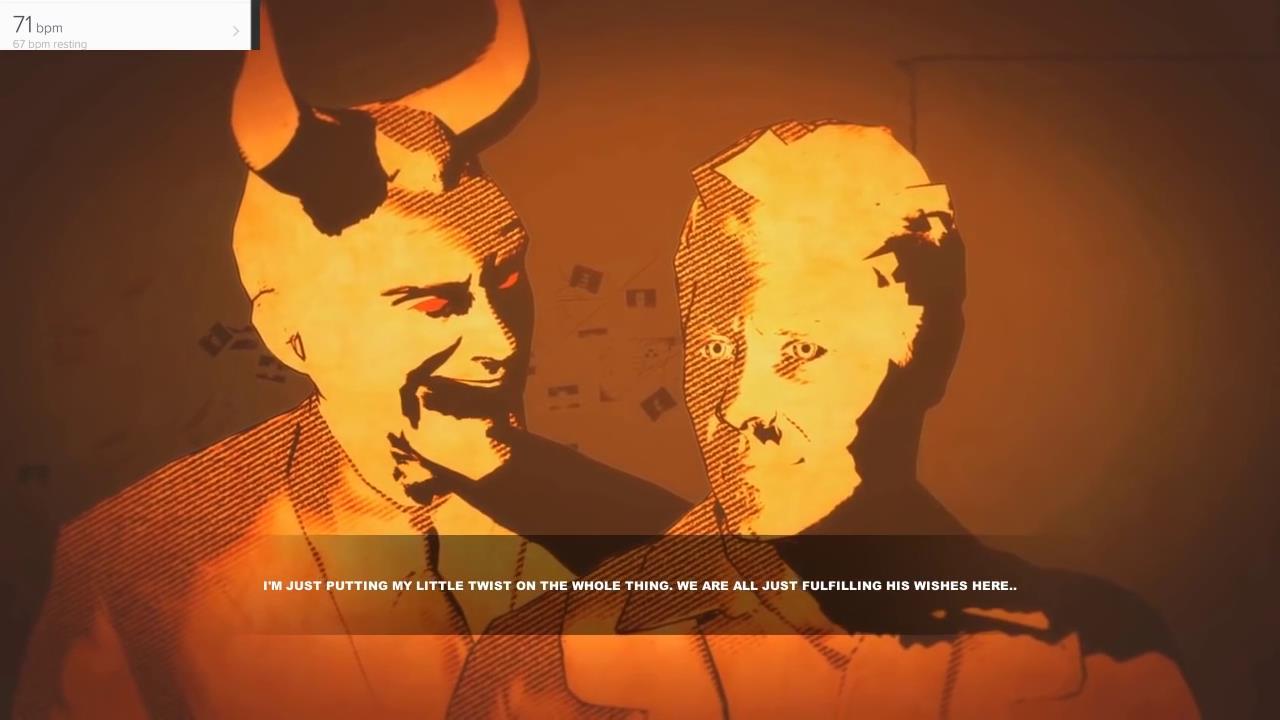 71 bpm
67 bpm resting
I'M JUST PUTTING MY LITTLE TWIST ON THE WHOLE THING. WE ARE ALL JUST FULFILLING HIS WISHES HERE..